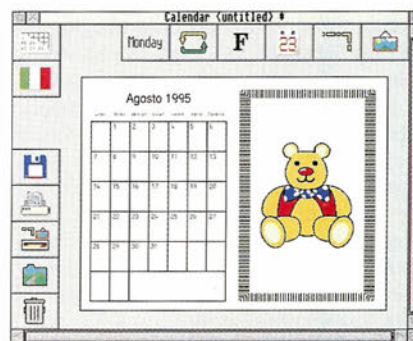 Calendar (untitled) *
Monday
F
23
Agosto 1995
1 2 3 4 5 6
7 8 9 10 11 12 13
14 15 16 17 18 19 20
21 22 23 24 25 26 27
28 29 30 31